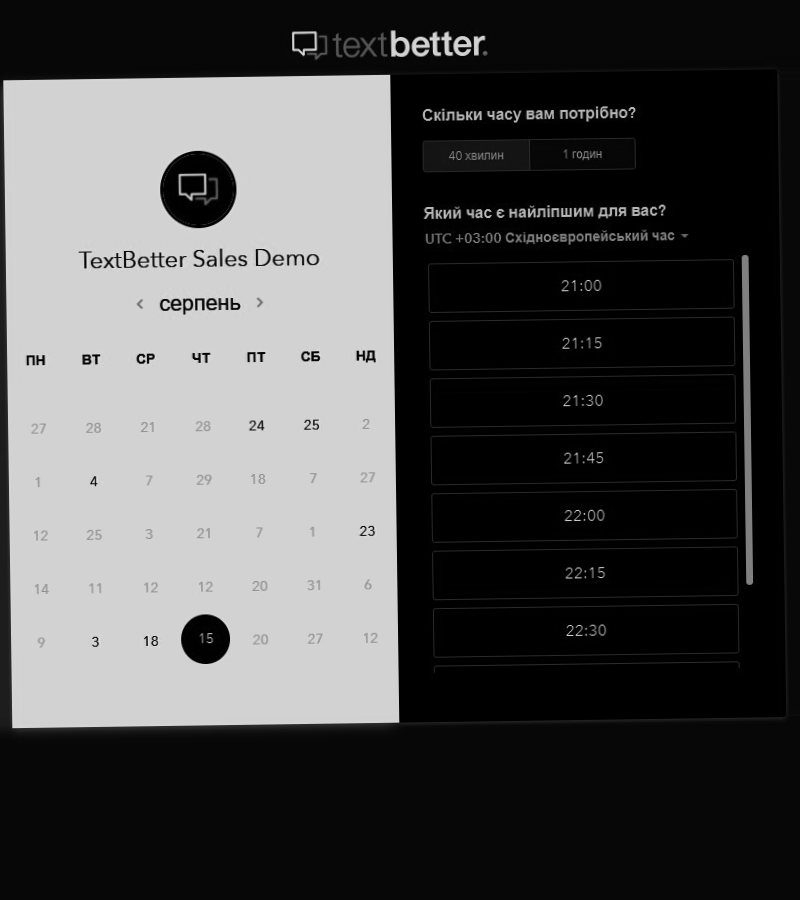 textbetter.
TextBetter Sales Demo
< серпень >
ПН ВТ СР ЧТ ПТ СБ НД
27 28 21 28 24 25 2
1 4 7 29 18 7 27
12 25 3 21 7 1 23
14 11 12 12 20 31 6
9 3 18 15 20 27 12
Скільки часу вам потрібно?
40 хвилин 1 годин
Який час є найліпшим для вас?
UTC +03:00 Східноєвропейський час
21:00
21:15
21:30
21:45
22:00
22:15
22:30